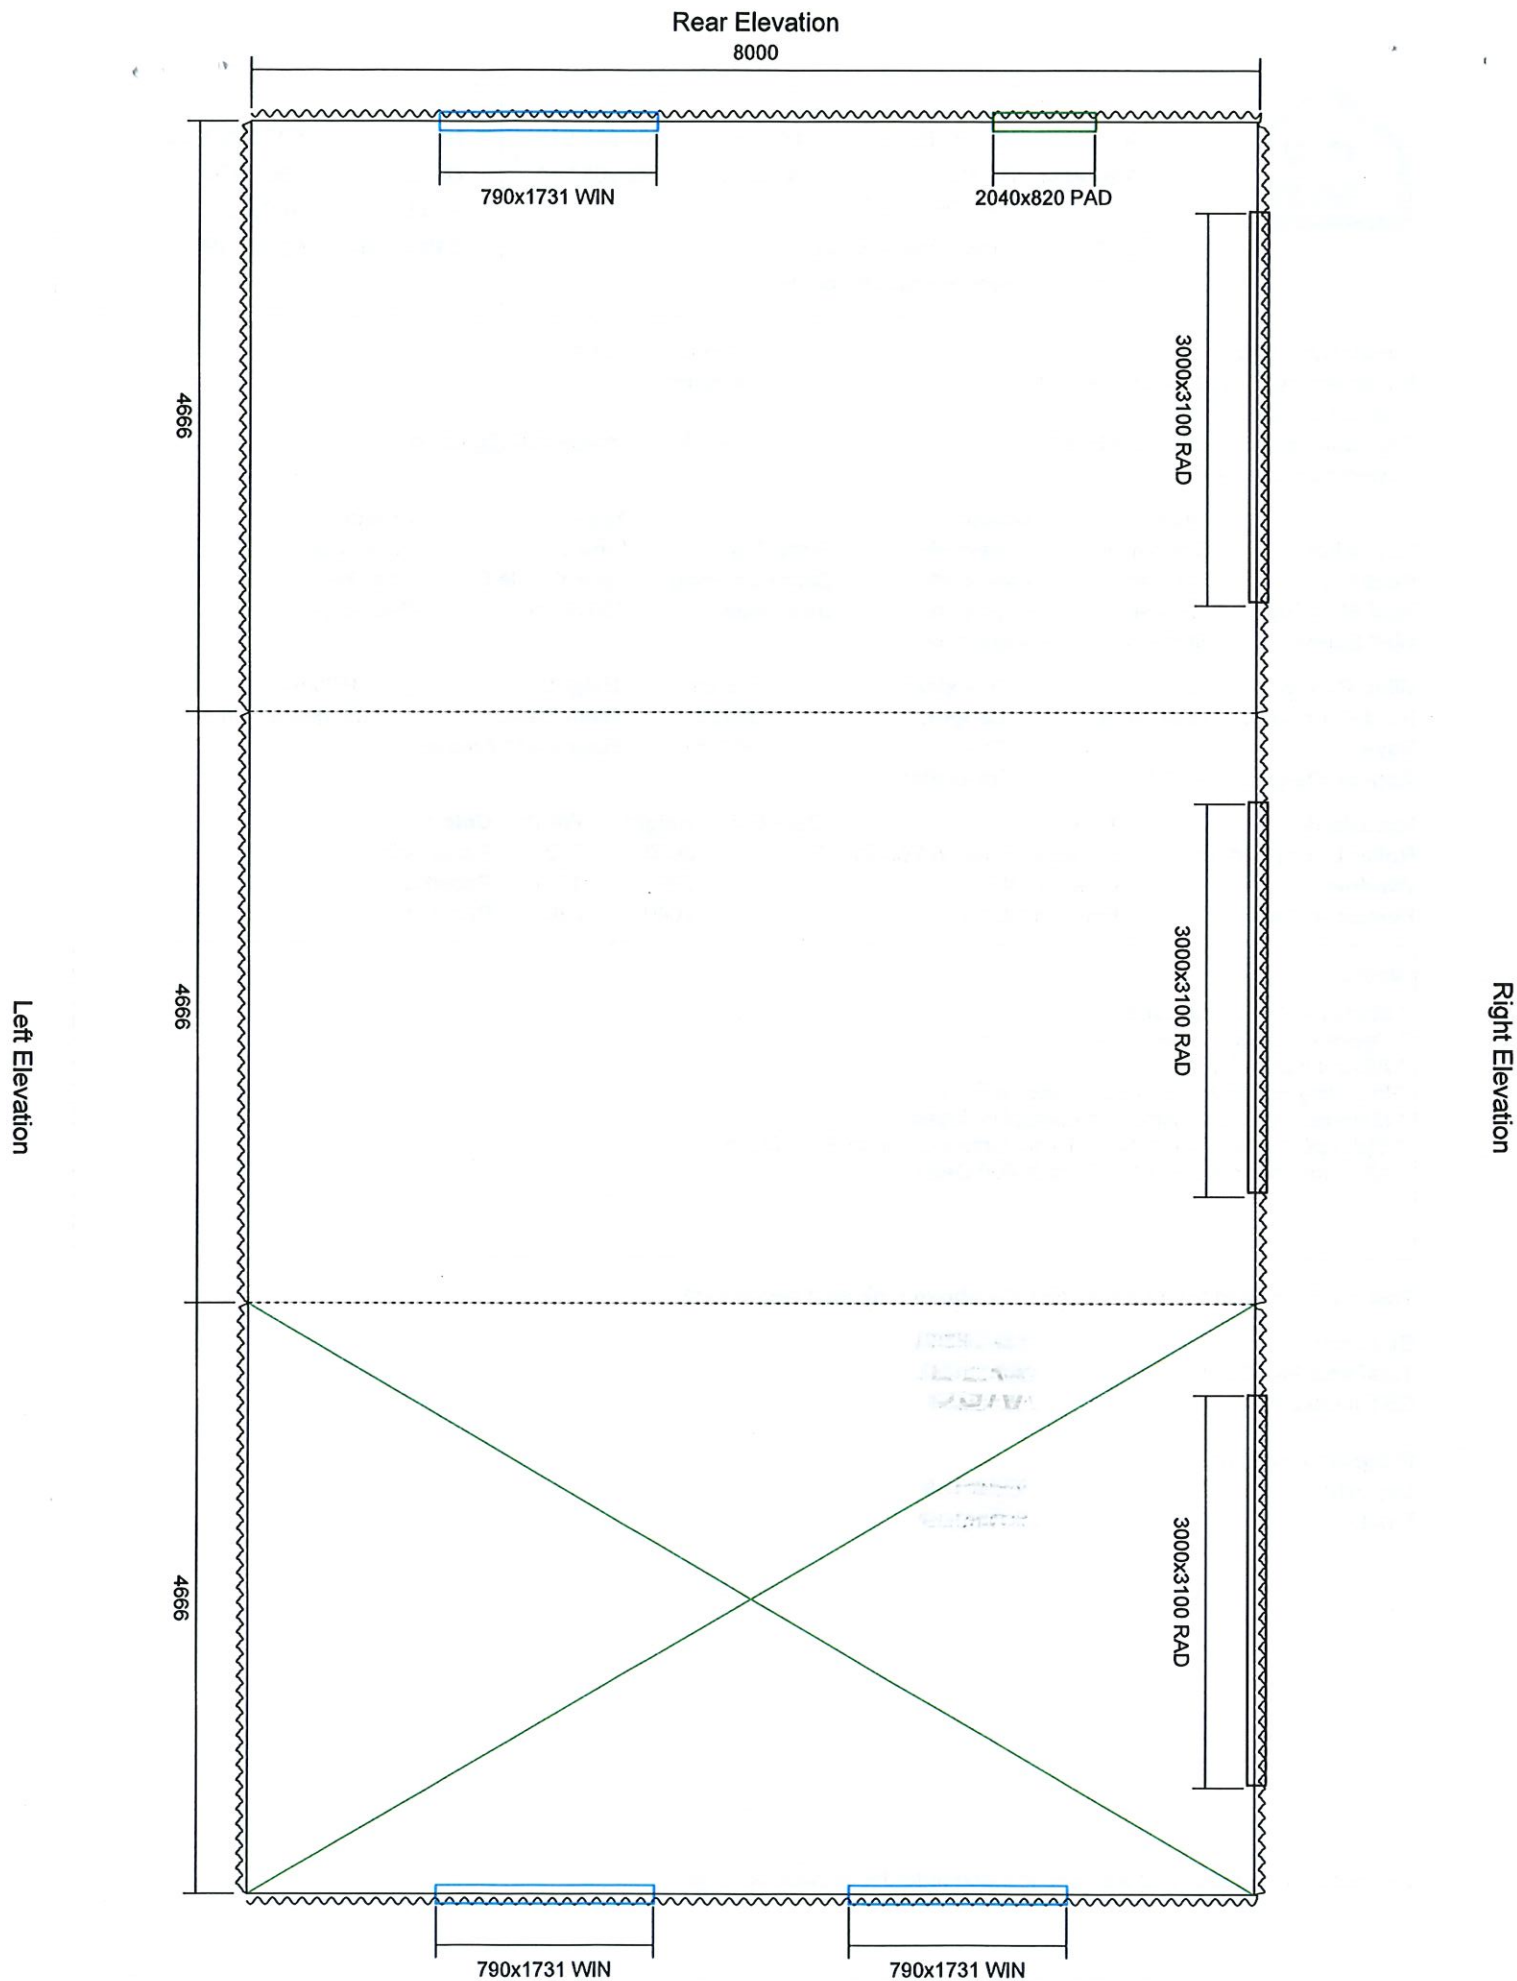 Rear Elevation
8000
790x1731 WIN
2040x820 PAD
3000x3100 RAD
4666
3000x3100 RAD
4666
Left Elevation
Right Elevation
3000x3100 RAD
4666
790x1731 WIN
790x1731 WIN